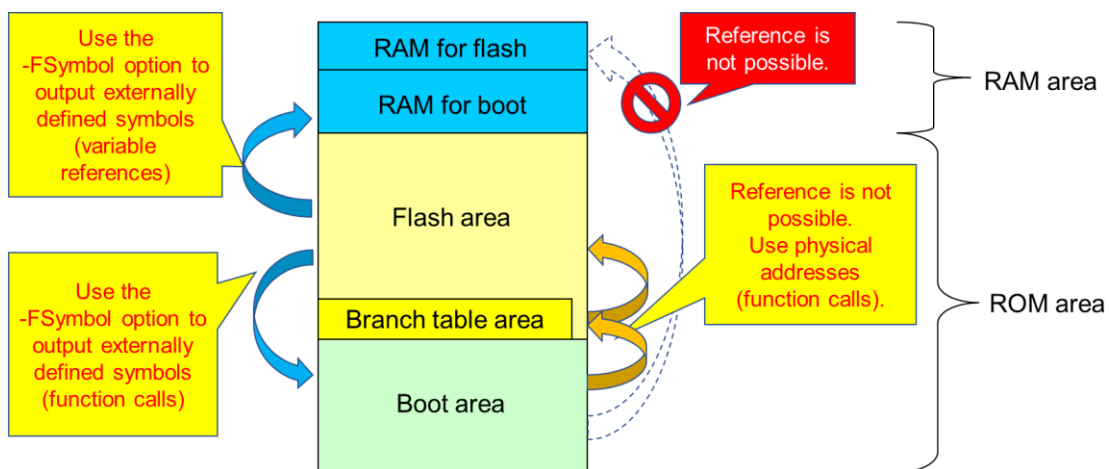 Use the
-FSymbol option to
output externally
defined symbols
(variable
references)
Use the
-FSymbol option to
output externally
defined symbols
(function calls)
RAM for flash
RAM for boot
Flash area
Branch table area
Boot area
Reference is
not possible.
Reference is not
possible.
Use physical
addresses
(function calls).
RAM area
ROM area